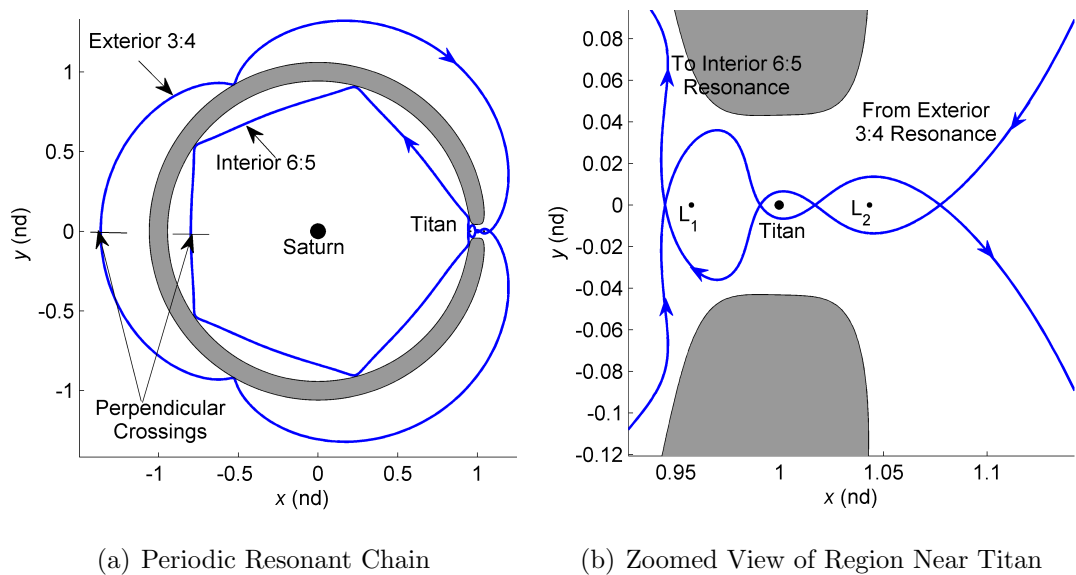 Exterior 3:4
Interior 6:5
Titan
Saturn
Perpendicular
Crossings
1
0.5
0
-0.5
-1
-1
-0.5
0
0.5
1
x (nd)
y (nd)
(a) Periodic Resonant Chain
To Interior 6:5
Resonance
From Exterior
3:4 Resonance
L1
Titan
L2
0.08
0.06
0.04
0.02
0
-0.02
-0.04
-0.06
-0.08
-0.1
-0.12
0.95
1
1.05
1.1
x (nd)
y (nd)
(b) Zoomed View of Region Near Titan